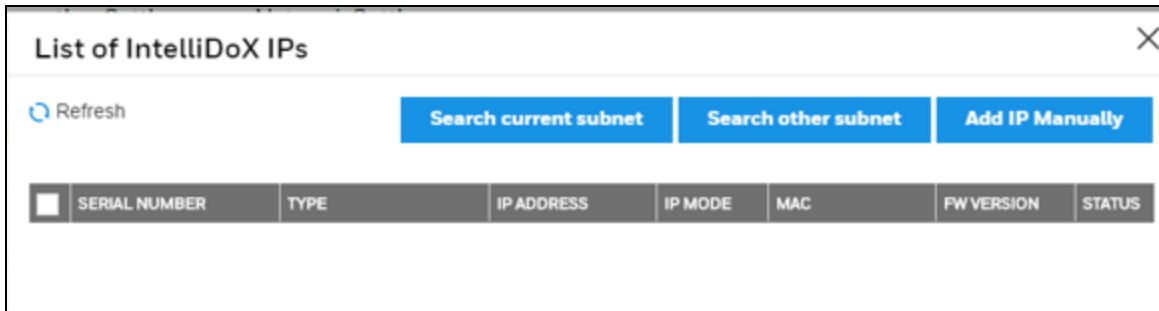 List of IntelliDoX IPs
Refresh
Search current subnet Search other subnet Add IP Manually
SERIAL NUMBER TYPE IP ADDRESS IP MODE MAC FW VERSION STATUS